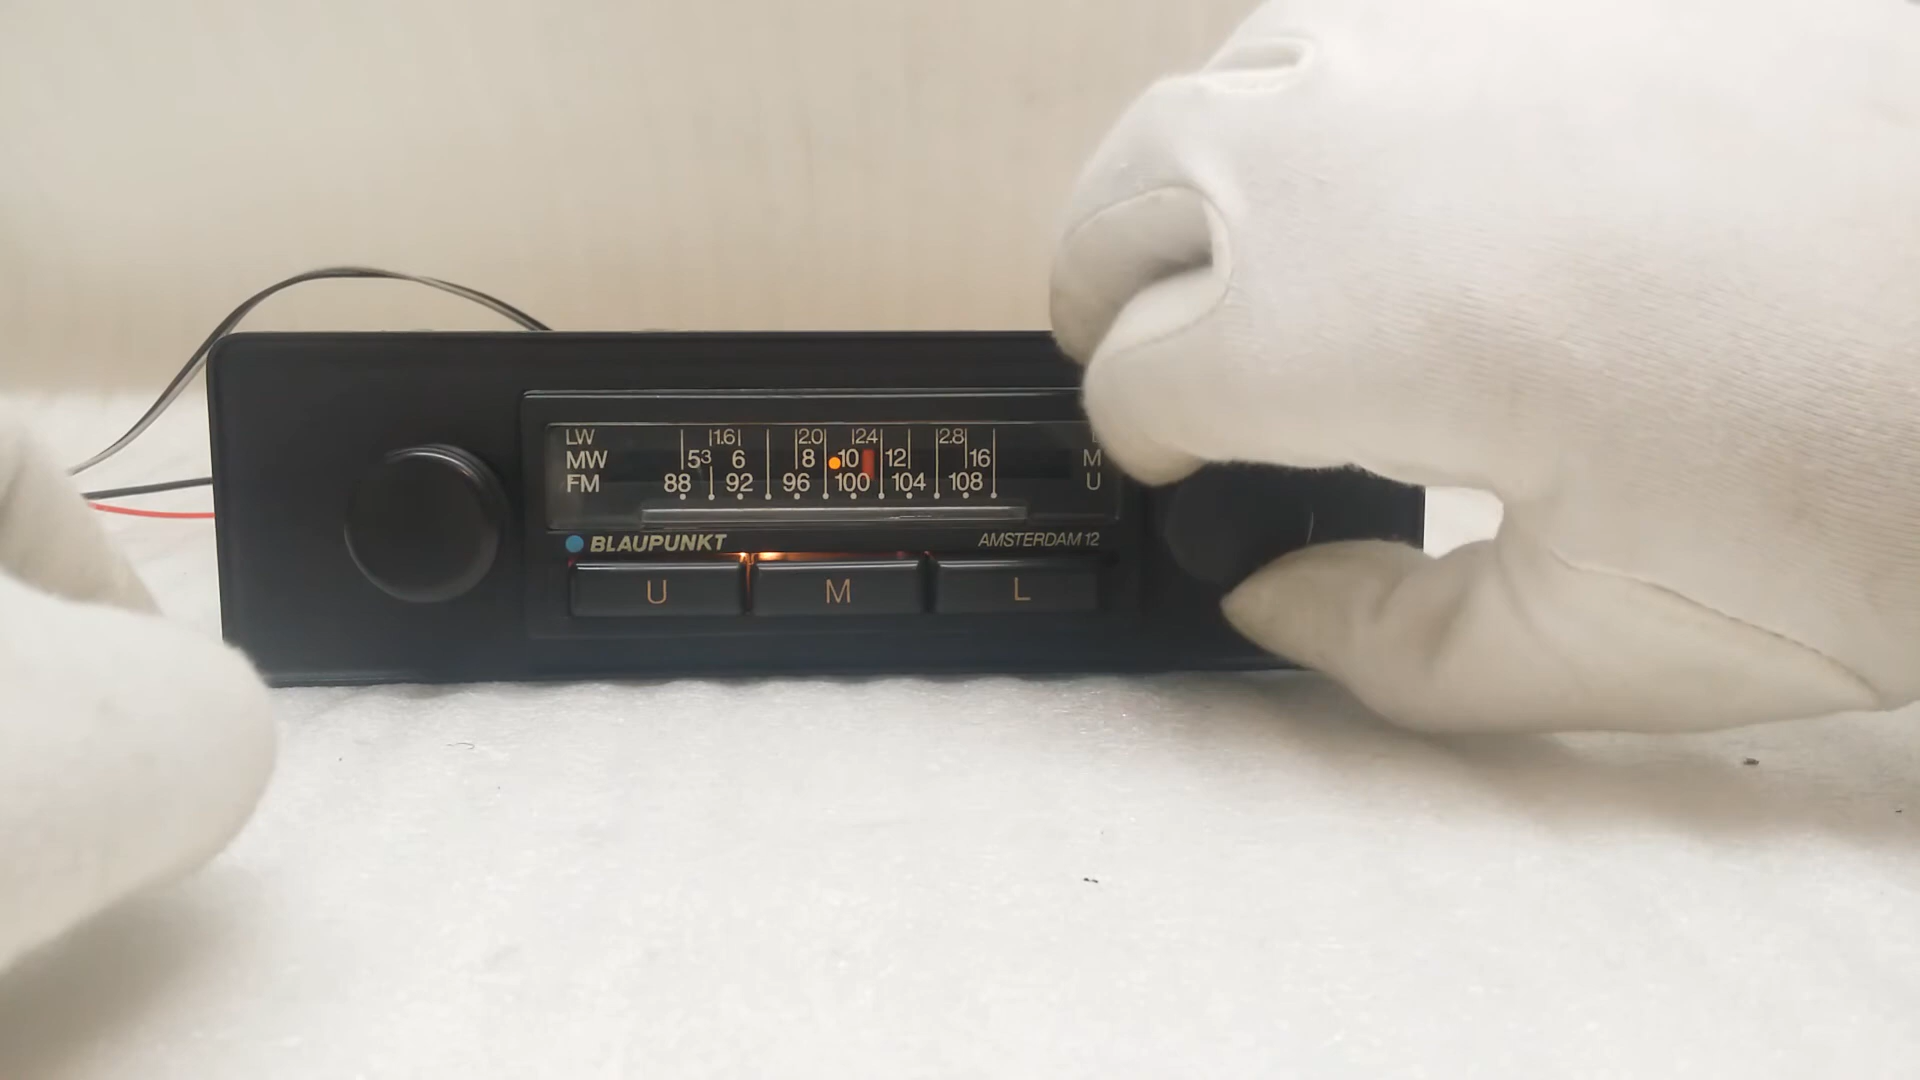 LW 1.6 2.0 2.4 2.8
MW 53 6 8 10 12 16 M
FM 88 92 96 100 104 108 U
BLAUPUNKT AMSTERDAM 12
U M L